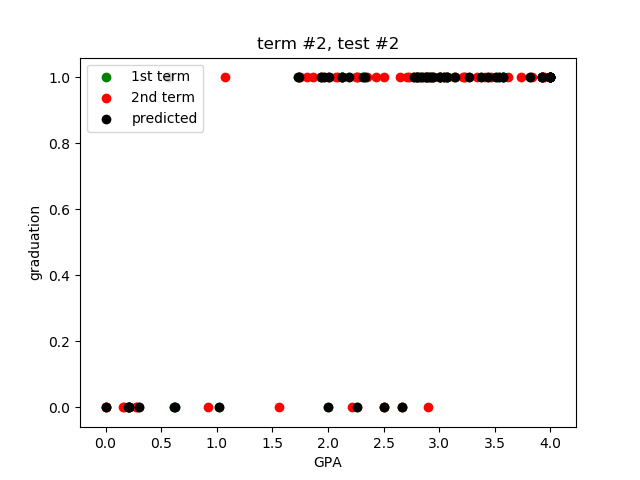 term #2, test #2
1st term
2nd term
predicted
graduation
1.0
0.8
0.6
0.4
0.2
0.0
0.0 0.5 1.0 1.5 2.0 2.5 3.0 3.5 4.0
GPA